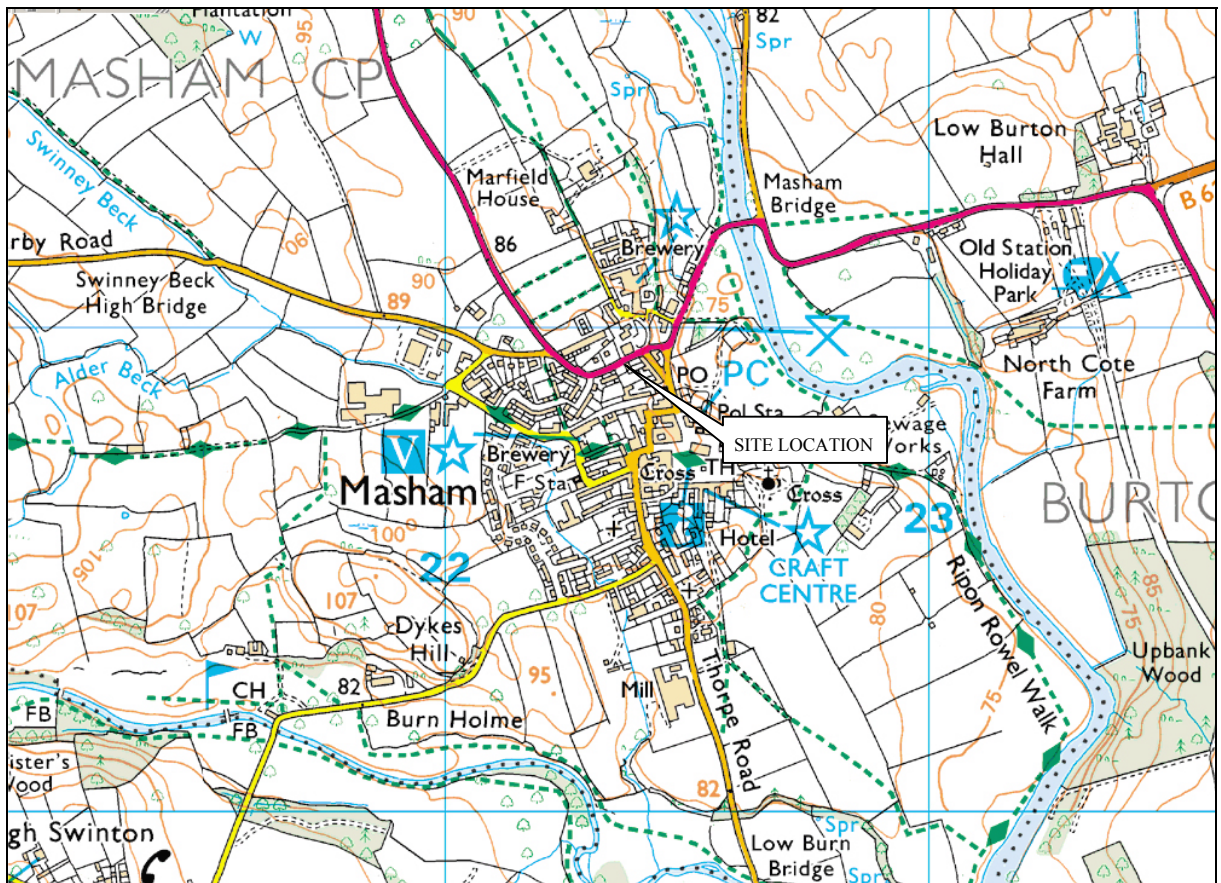 Plantation
W
95
90
82
Spr
MASHAM CP
Spr
Swinney Beck
Low Burton
Hall
Marfield
House
Masham
Bridge
B 6
rby Road
86
Brewery
Old Station
Holiday
Park
90
Swinney Beck
High Bridge
90
89
75
Alder Beck
PO
PC
North Cote
Farm
Pol Sta
SITE LOCATION
ewage
Works
V
Brewery
F Sta
Cross
TH
Cross
Masham
BURTO
100
22
Hotel
23
105
CRAFT
CENTRE
107
107
Ripon Rowel Walk
80
85
75
Dykes
Hill
95
Thorpe Road
Upbank
Wood
CH
82
Mill
75
FB
FB
Burn Holme
ister's
Wood
82
gh Swinton
Spr
Low Burn
Bridge
Spr